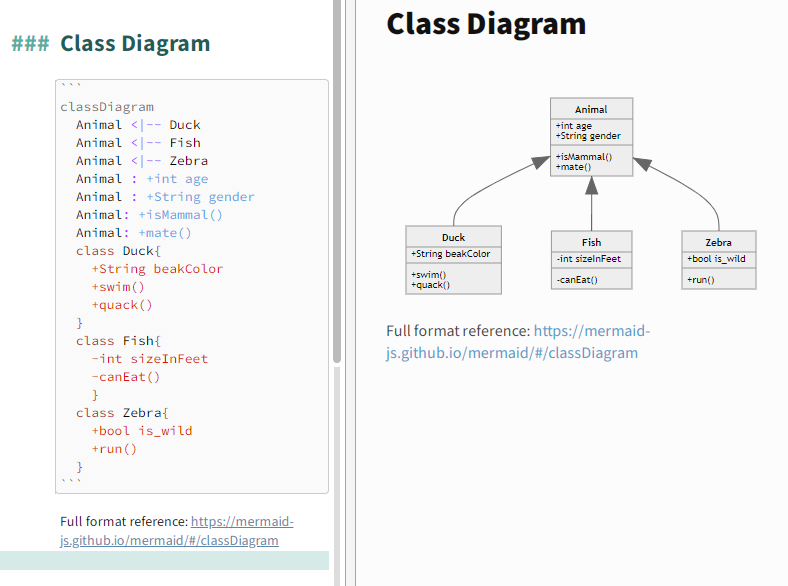 ### Class Diagram
```
classDiagram
  Animal <|-- Duck
  Animal <|-- Fish
  Animal <|-- Zebra
  Animal : +int age
  Animal : +String gender
  Animal: +isMammal()
  Animal: +mate()
  class Duck{
    +String beakColor
    +swim()
    +quack()
  }
  class Fish{
    -int sizeInFeet
    -canEat()
    }
  class Zebra{
    +bool is_wild
    +run()
  }
```
Full format reference: https://mermaid-
js.github.io/mermaid/#/classDiagram
Class Diagram
Animal
+int age
+String gender
+isMammal()
+mate()
Duck
+String beakColor
+swim()
+quack()
Fish
-int sizeInFeet
-canEat()
Zebra
+bool is_wild
+run()
Full format reference: https://mermaid-
js.github.io/mermaid/#/classDiagram